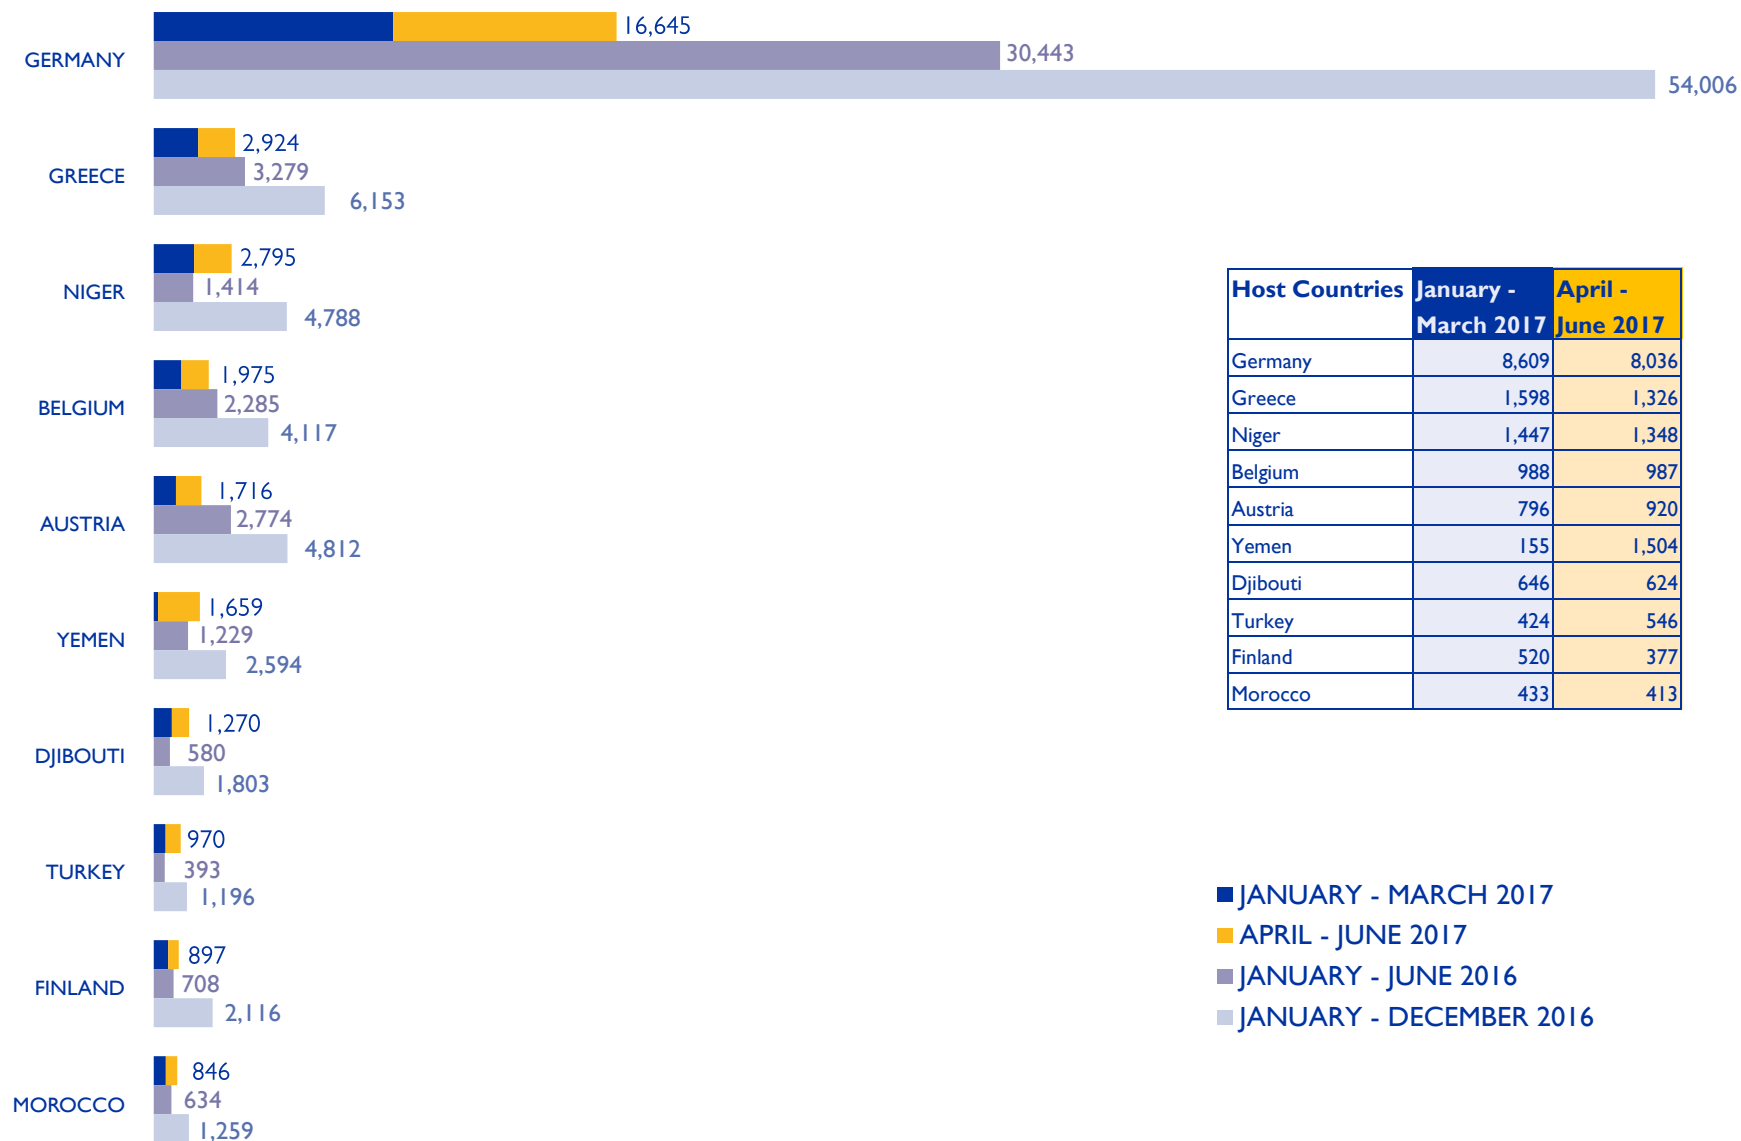 16,645
GERMANY
30,443
54,006
2,924
GREECE
3,279
6,153
2,795
NIGER
1,414
4,788
1,975
BELGIUM
2,285
4,117
1,716
AUSTRIA
2,774
4,812
1,659
YEMEN
1,229
2,594
1,270
DJIBOUTI
580
1,803
970
TURKEY
393
1,196
897
FINLAND
708
2,116
846
MOROCCO
634
1,259
Host Countries January - April -
March 2017 June 2017
Germany 8,609 8,036
Greece 1,598 1,326
Niger 1,447 1,348
Belgium 988 987
Austria 796 920
Yemen 155 1,504
Djibouti 646 624
Turkey 424 546
Finland 520 377
Morocco 433 413
JANUARY - MARCH 2017
APRIL - JUNE 2017
JANUARY - JUNE 2016
JANUARY - DECEMBER 2016